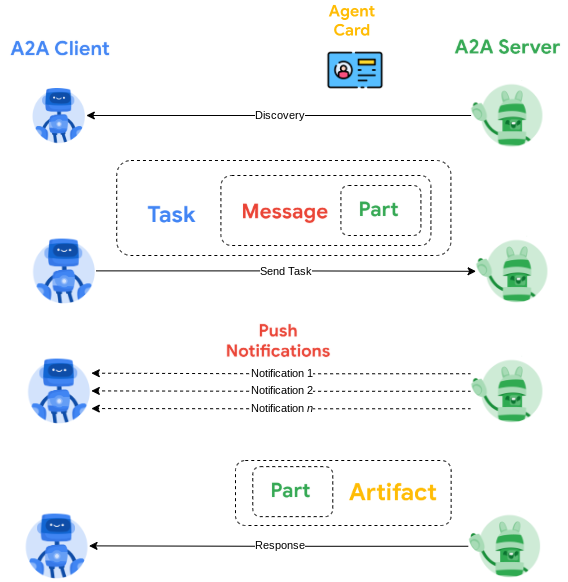 Agent
Card
A2A Client
A2A Server
Discovery
Task
Message
Part
Send Task
Push
Notifications
Notification 1
Notification 2
Notification n
Part
Artifact
Response